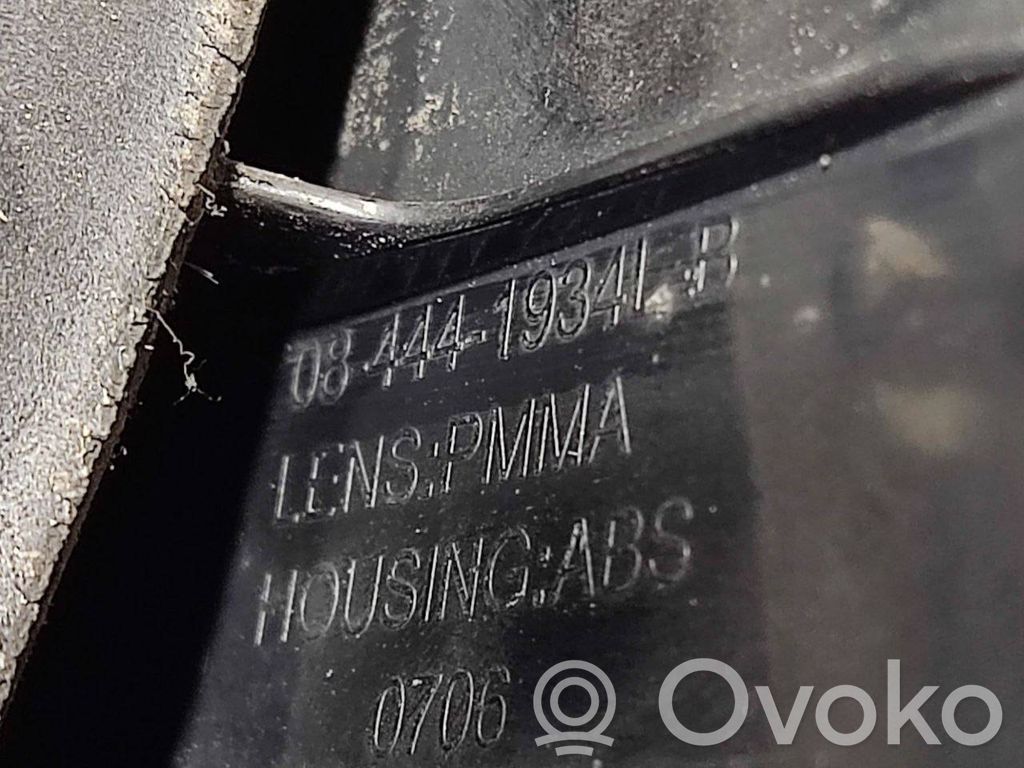 08 444-1934L-B
LENS:PMMA
HOUSING:ABS
0706
Ovoko